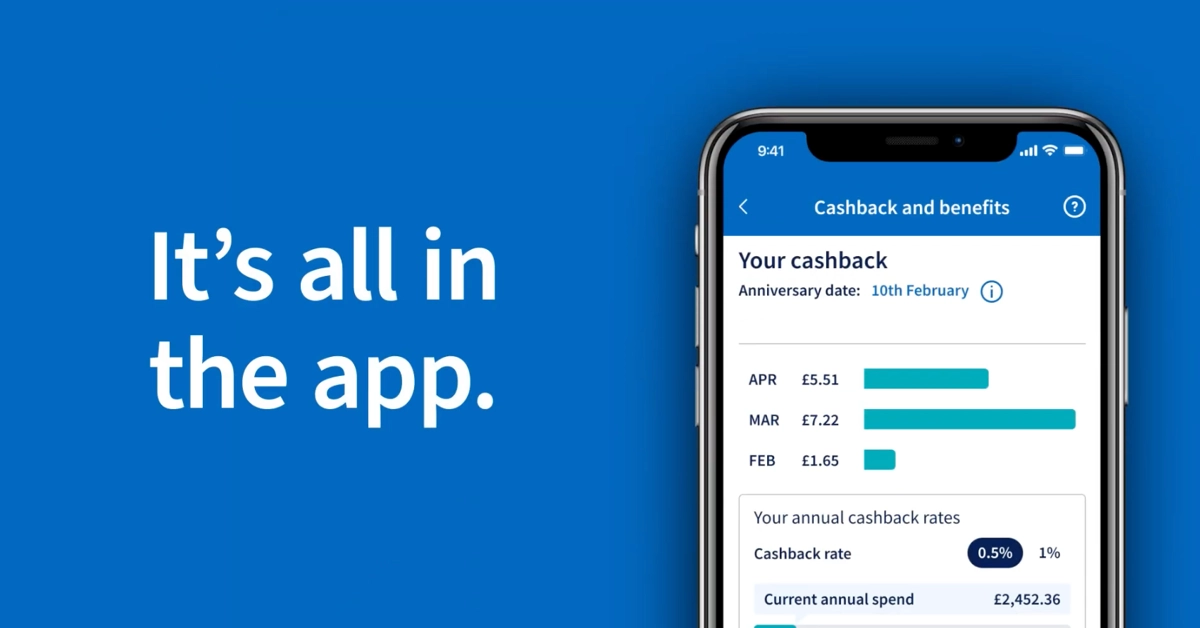 It's all in
the app.
9:41
Cashback and benefits ?
Your cashback
Anniversary date: 10th February i
APR £5.51
MAR £7.22
FEB £1.65
Your annual cashback rates
Cashback rate 0.5% 1%
Current annual spend £2,452.36